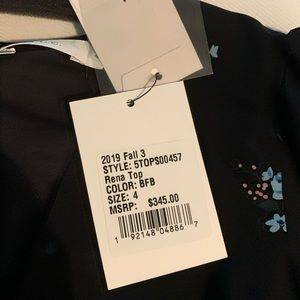 2019 Fall 3
STYLE: 5TOPS00457
Rena Top
COLOR: BFB
SIZE: 4
MSRP: $345.00
1 92148 04886 7